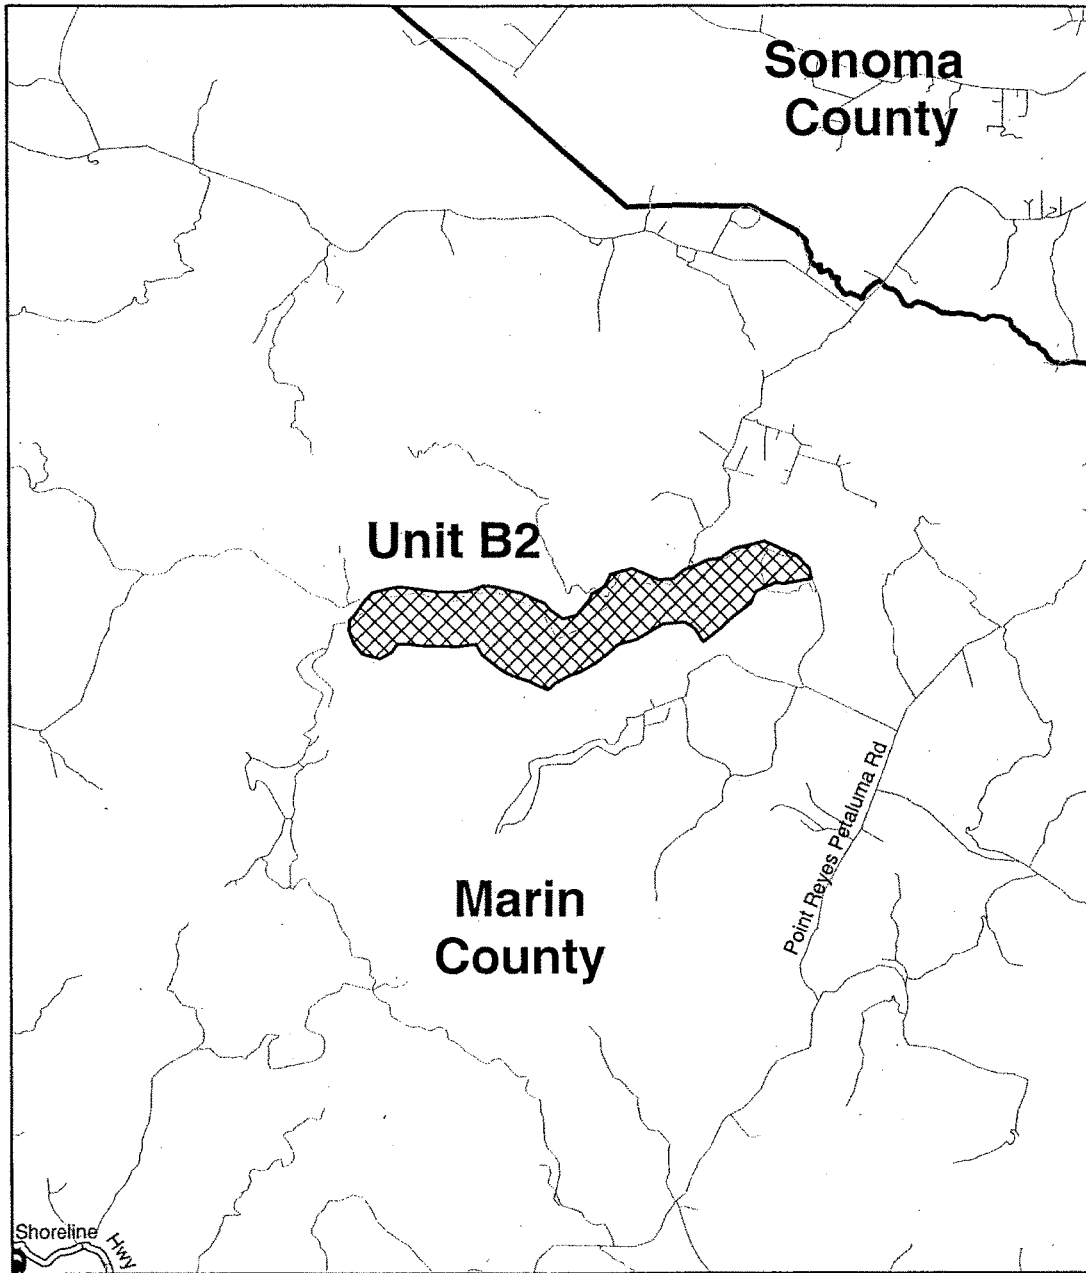 Sonoma
County
Unit B2
Point Reyes Petaluma Rd
Marin
County
Shoreline Hwy